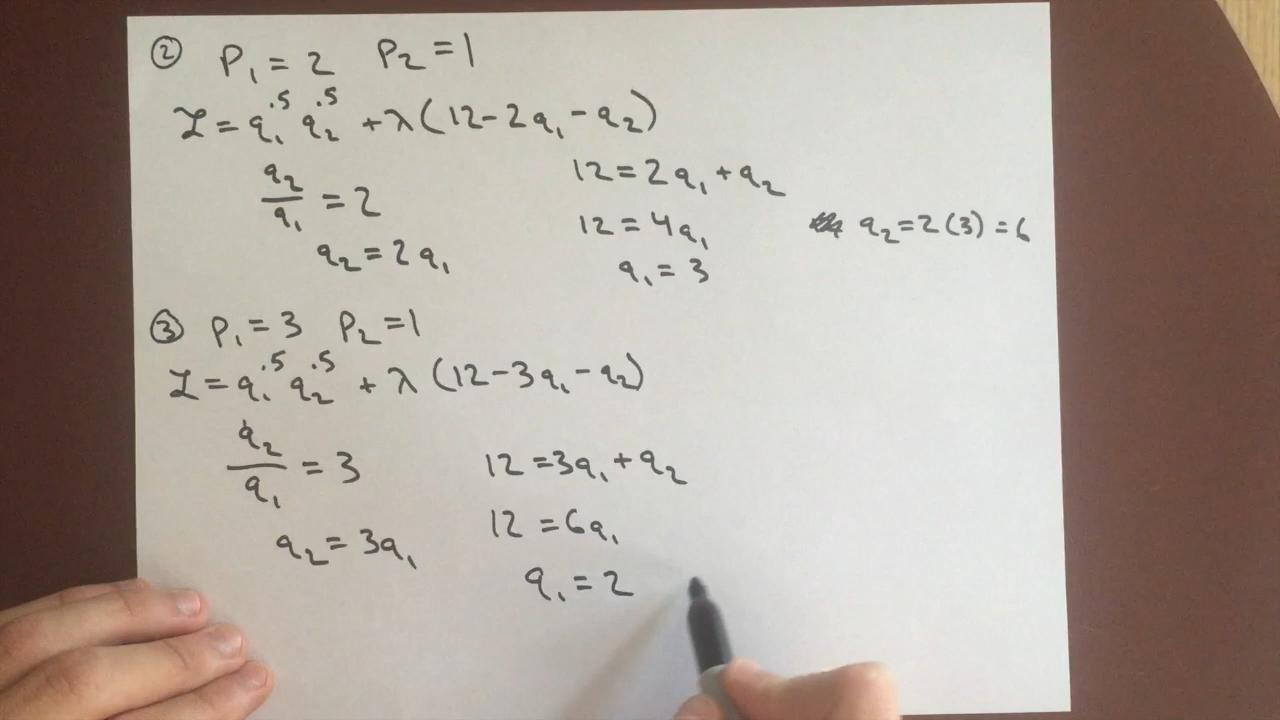 ② P₁ = 2 P₂ = 1
ℒ = q₁^.5 q₂^.5 + λ(12 - 2q₁ - q₂)
q₂/q₁ = 2
q₂ = 2q₁
12 = 2q₁ + q₂
12 = 4q₁
q₁ = 3
q₂ = 2(3) = 6
③ P₁ = 3 P₂ = 1
ℒ = q₁^.5 q₂^.5 + λ (12 - 3q₁ - q₂)
q₂/q₁ = 3
q₂ = 3q₁
12 = 3q₁ + q₂
12 = 6q₁
q₁ = 2